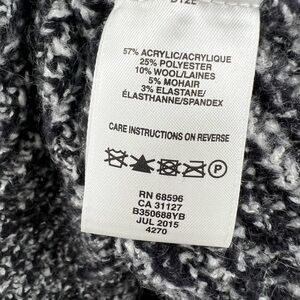 57% ACRYLIC/ACRYLIQUE
25% POLYESTER
10% WOOL/LAINES
5% MOHAIR
3% ELASTANE/
ÉLASTHANNE/SPANDEX
CARE INSTRUCTIONS ON REVERSE
P
RN 68596
CA 31127
B350688YB
JUL 2015
4270